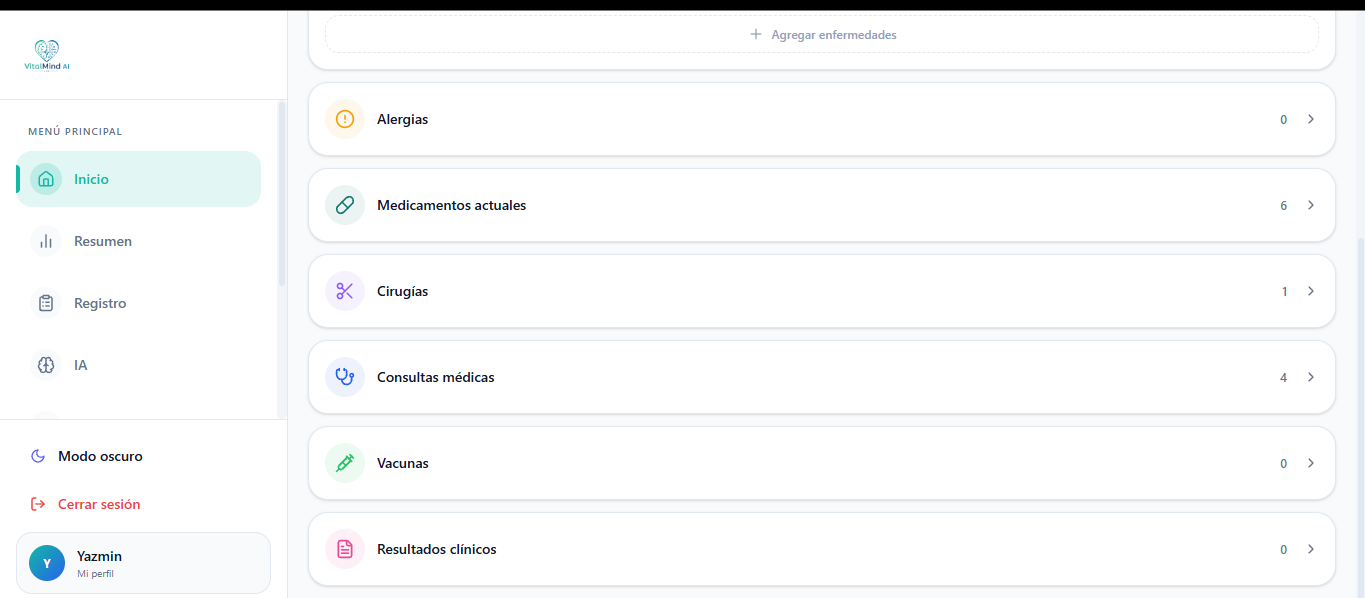 VitalMind AI
MENÚ PRINCIPAL
Inicio
Resumen
Registro
IA
Modo oscuro
Cerrar sesión
Y
Yazmin
Mi perfil
+ Agregar enfermedades
Alergias 0
Medicamentos actuales 6
Cirugías 1
Consultas médicas 4
Vacunas 0
Resultados clínicos 0